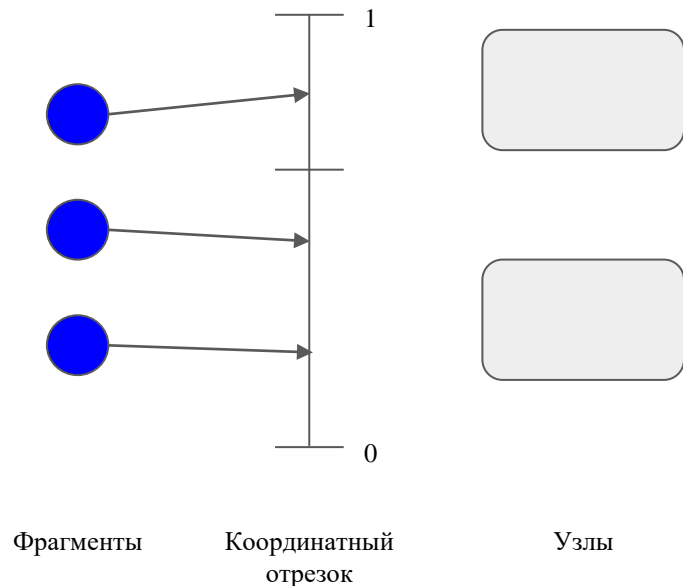 1
0
Фрагменты
Координатный
отрезок
Узлы